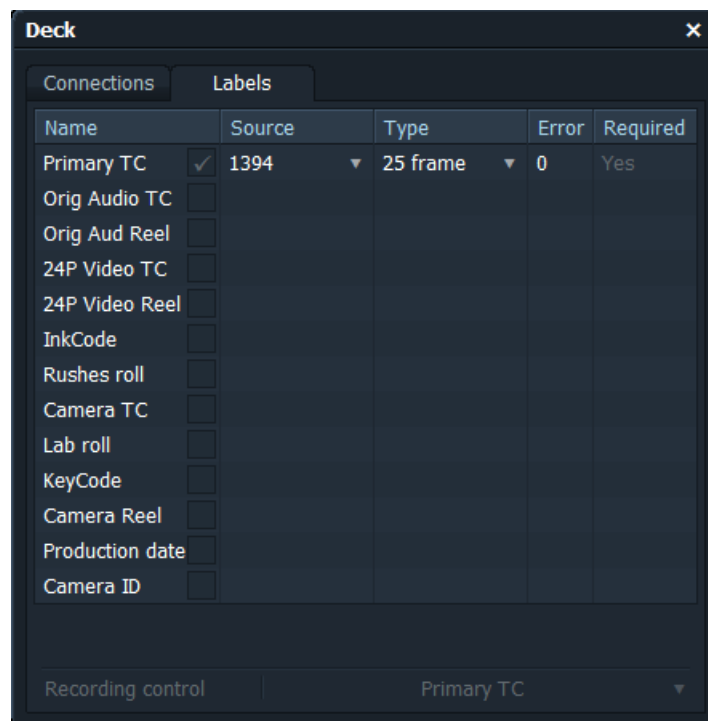 Deck
Connections Labels
Name Source Type Error Required
Primary TC 1394 25 frame 0 Yes
Orig Audio TC
Orig Aud Reel
24P Video TC
24P Video Reel
InkCode
Rushes roll
Camera TC
Lab roll
KeyCode
Camera Reel
Production date
Camera ID
Recording control Primary TC